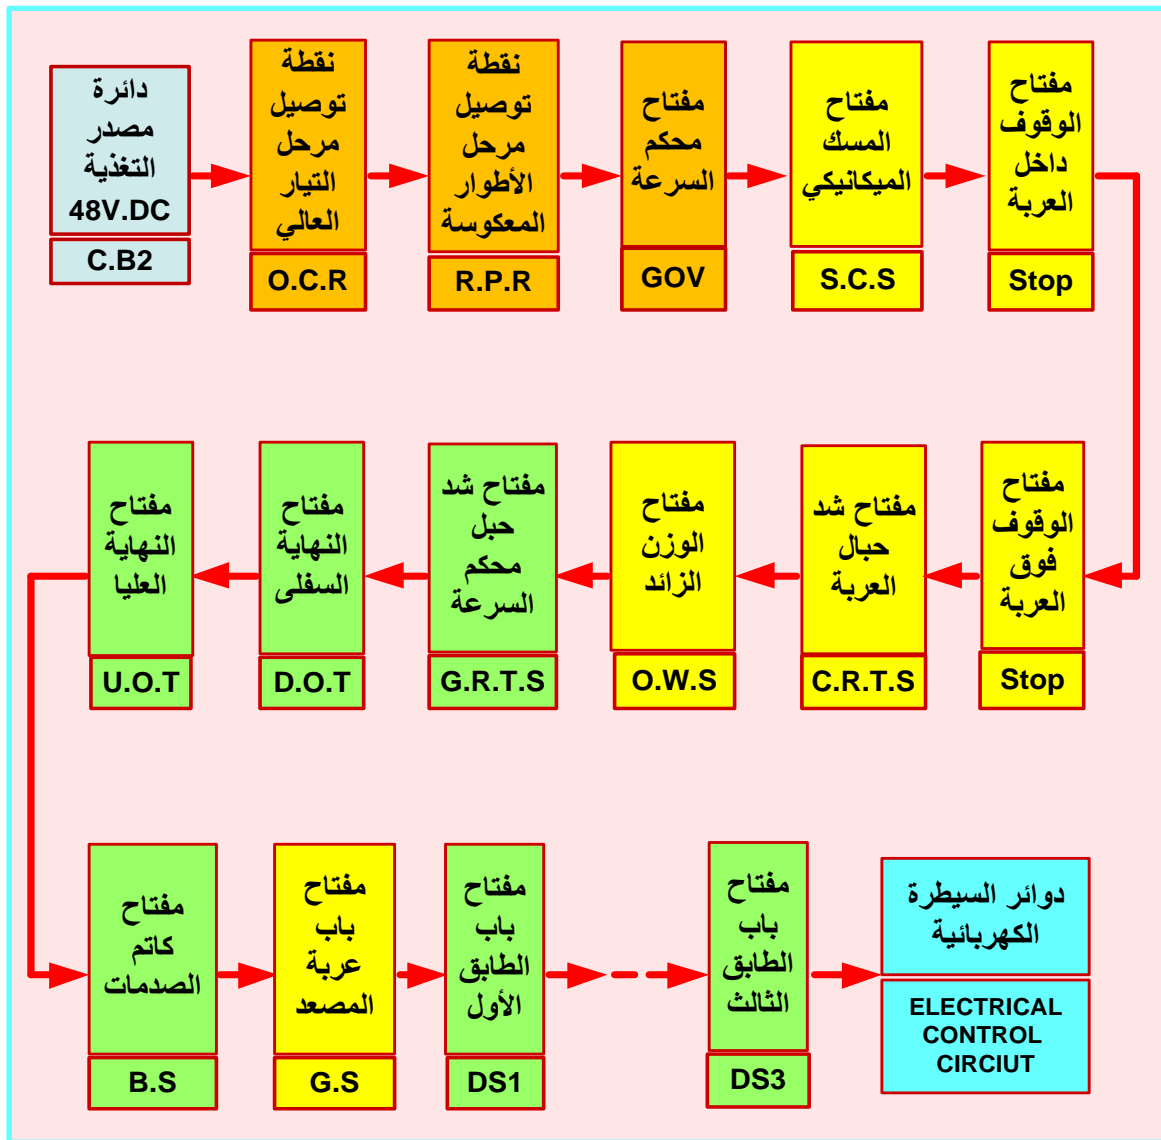 دائرة
مصدر
التغذية
48V.DC
C.B2
نقطة
توصيل
مرحل
التيار
العالي
O.C.R
نقطة
توصيل
مرحل
الأطوار
المعكوسة
R.P.R
مفتاح
محكم
السرعة
GOV
مفتاح
المسك
الميكانيكي
S.C.S
مفتاح
الوقوف
داخل
العربة
Stop
مفتاح
الوقوف
فوق
العربة
Stop
مفتاح شد
حبال
العربة
C.R.T.S
مفتاح
الوزن
الزائد
O.W.S
مفتاح شد
حبل
محكم
السرعة
G.R.T.S
مفتاح
النهاية
السفلى
D.O.T
مفتاح
النهاية
العليا
U.O.T
مفتاح
كاتم
الصدمات
B.S
مفتاح
باب
عربة
المصعد
G.S
مفتاح
باب
الطابق
الأول
DS1
مفتاح
باب
الطابق
الثالث
DS3
دوائر السيطرة
الكهربائية
ELECTRICAL
CONTROL
CIRCIUT